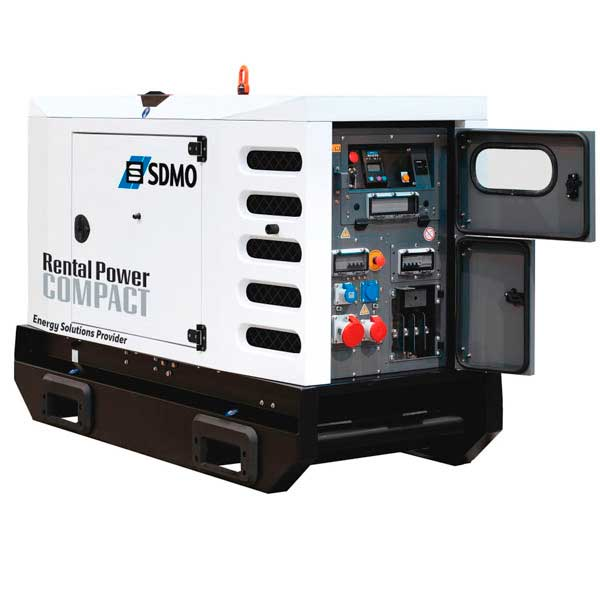 SDMO
Rental Power
COMPACT
Energy Solutions Provider